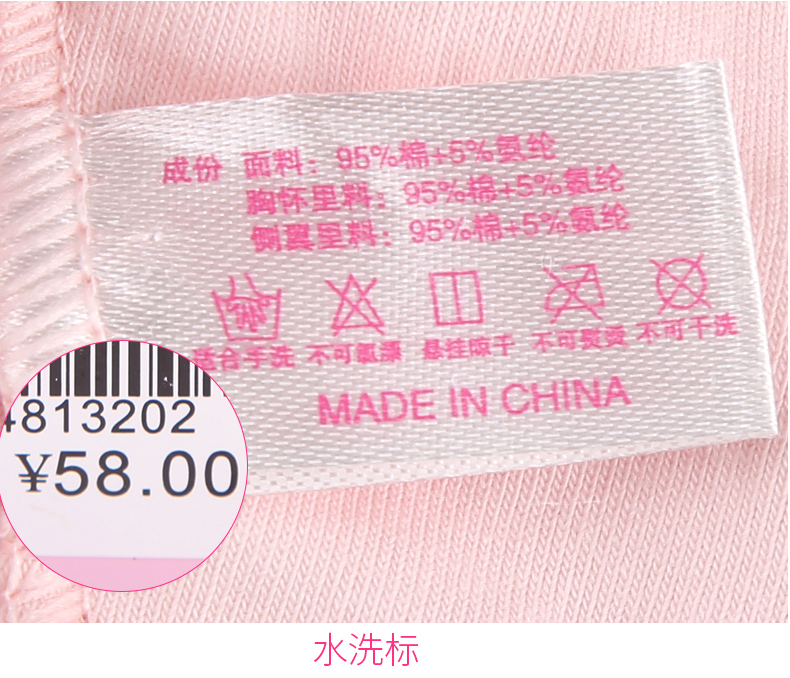 成份 面料：95%棉+5%氨纶
胸怀里料：95%棉+5%氨纶
侧翼里料：95%棉+5%氨纶
适合手洗 不可氯漂 悬挂晾干 不可熨烫 不可干洗
MADE IN CHINA
4813202
¥58.00
水洗标